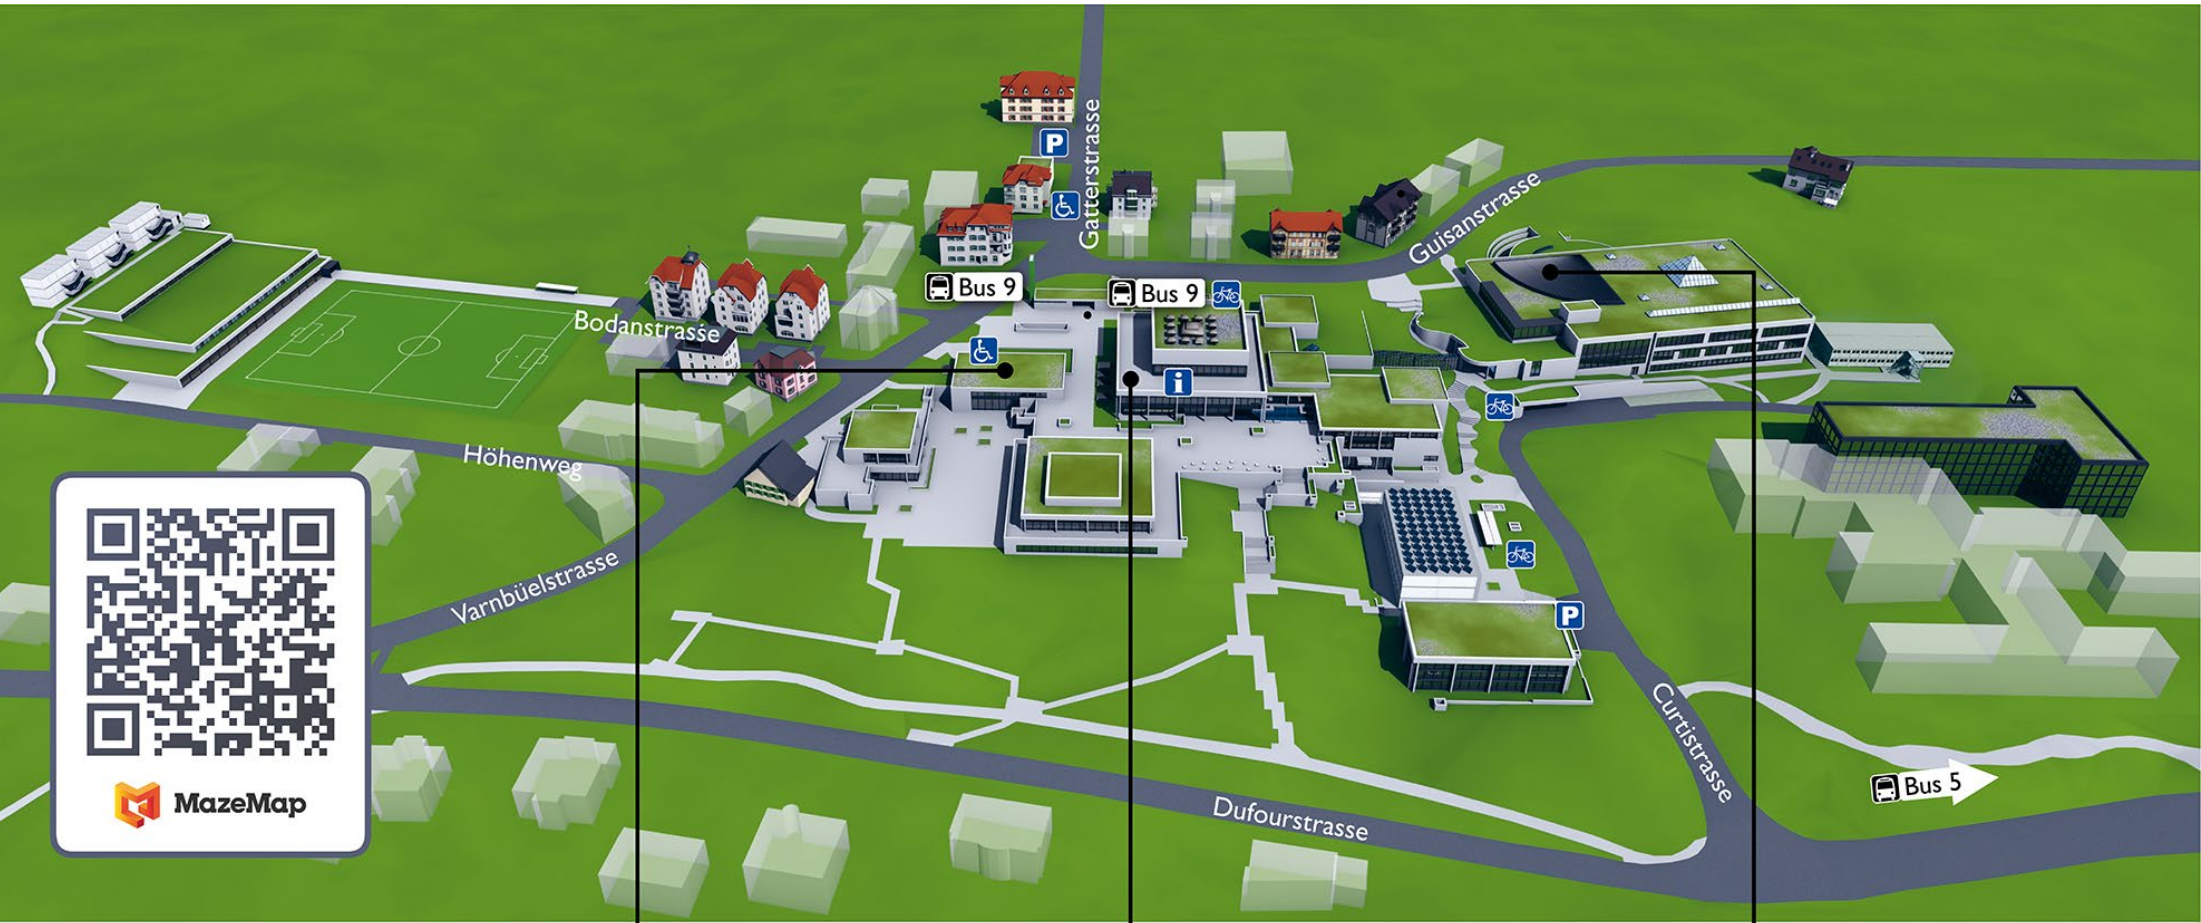 P
Gatterstrasse
Guisanstrasse
Bus 9
Bus 9
Bodanstrasse
i
Höhenweg
Varnbüelstrasse
P
Curtistrasse
Bus 5
MazeMap
Dufourstrasse